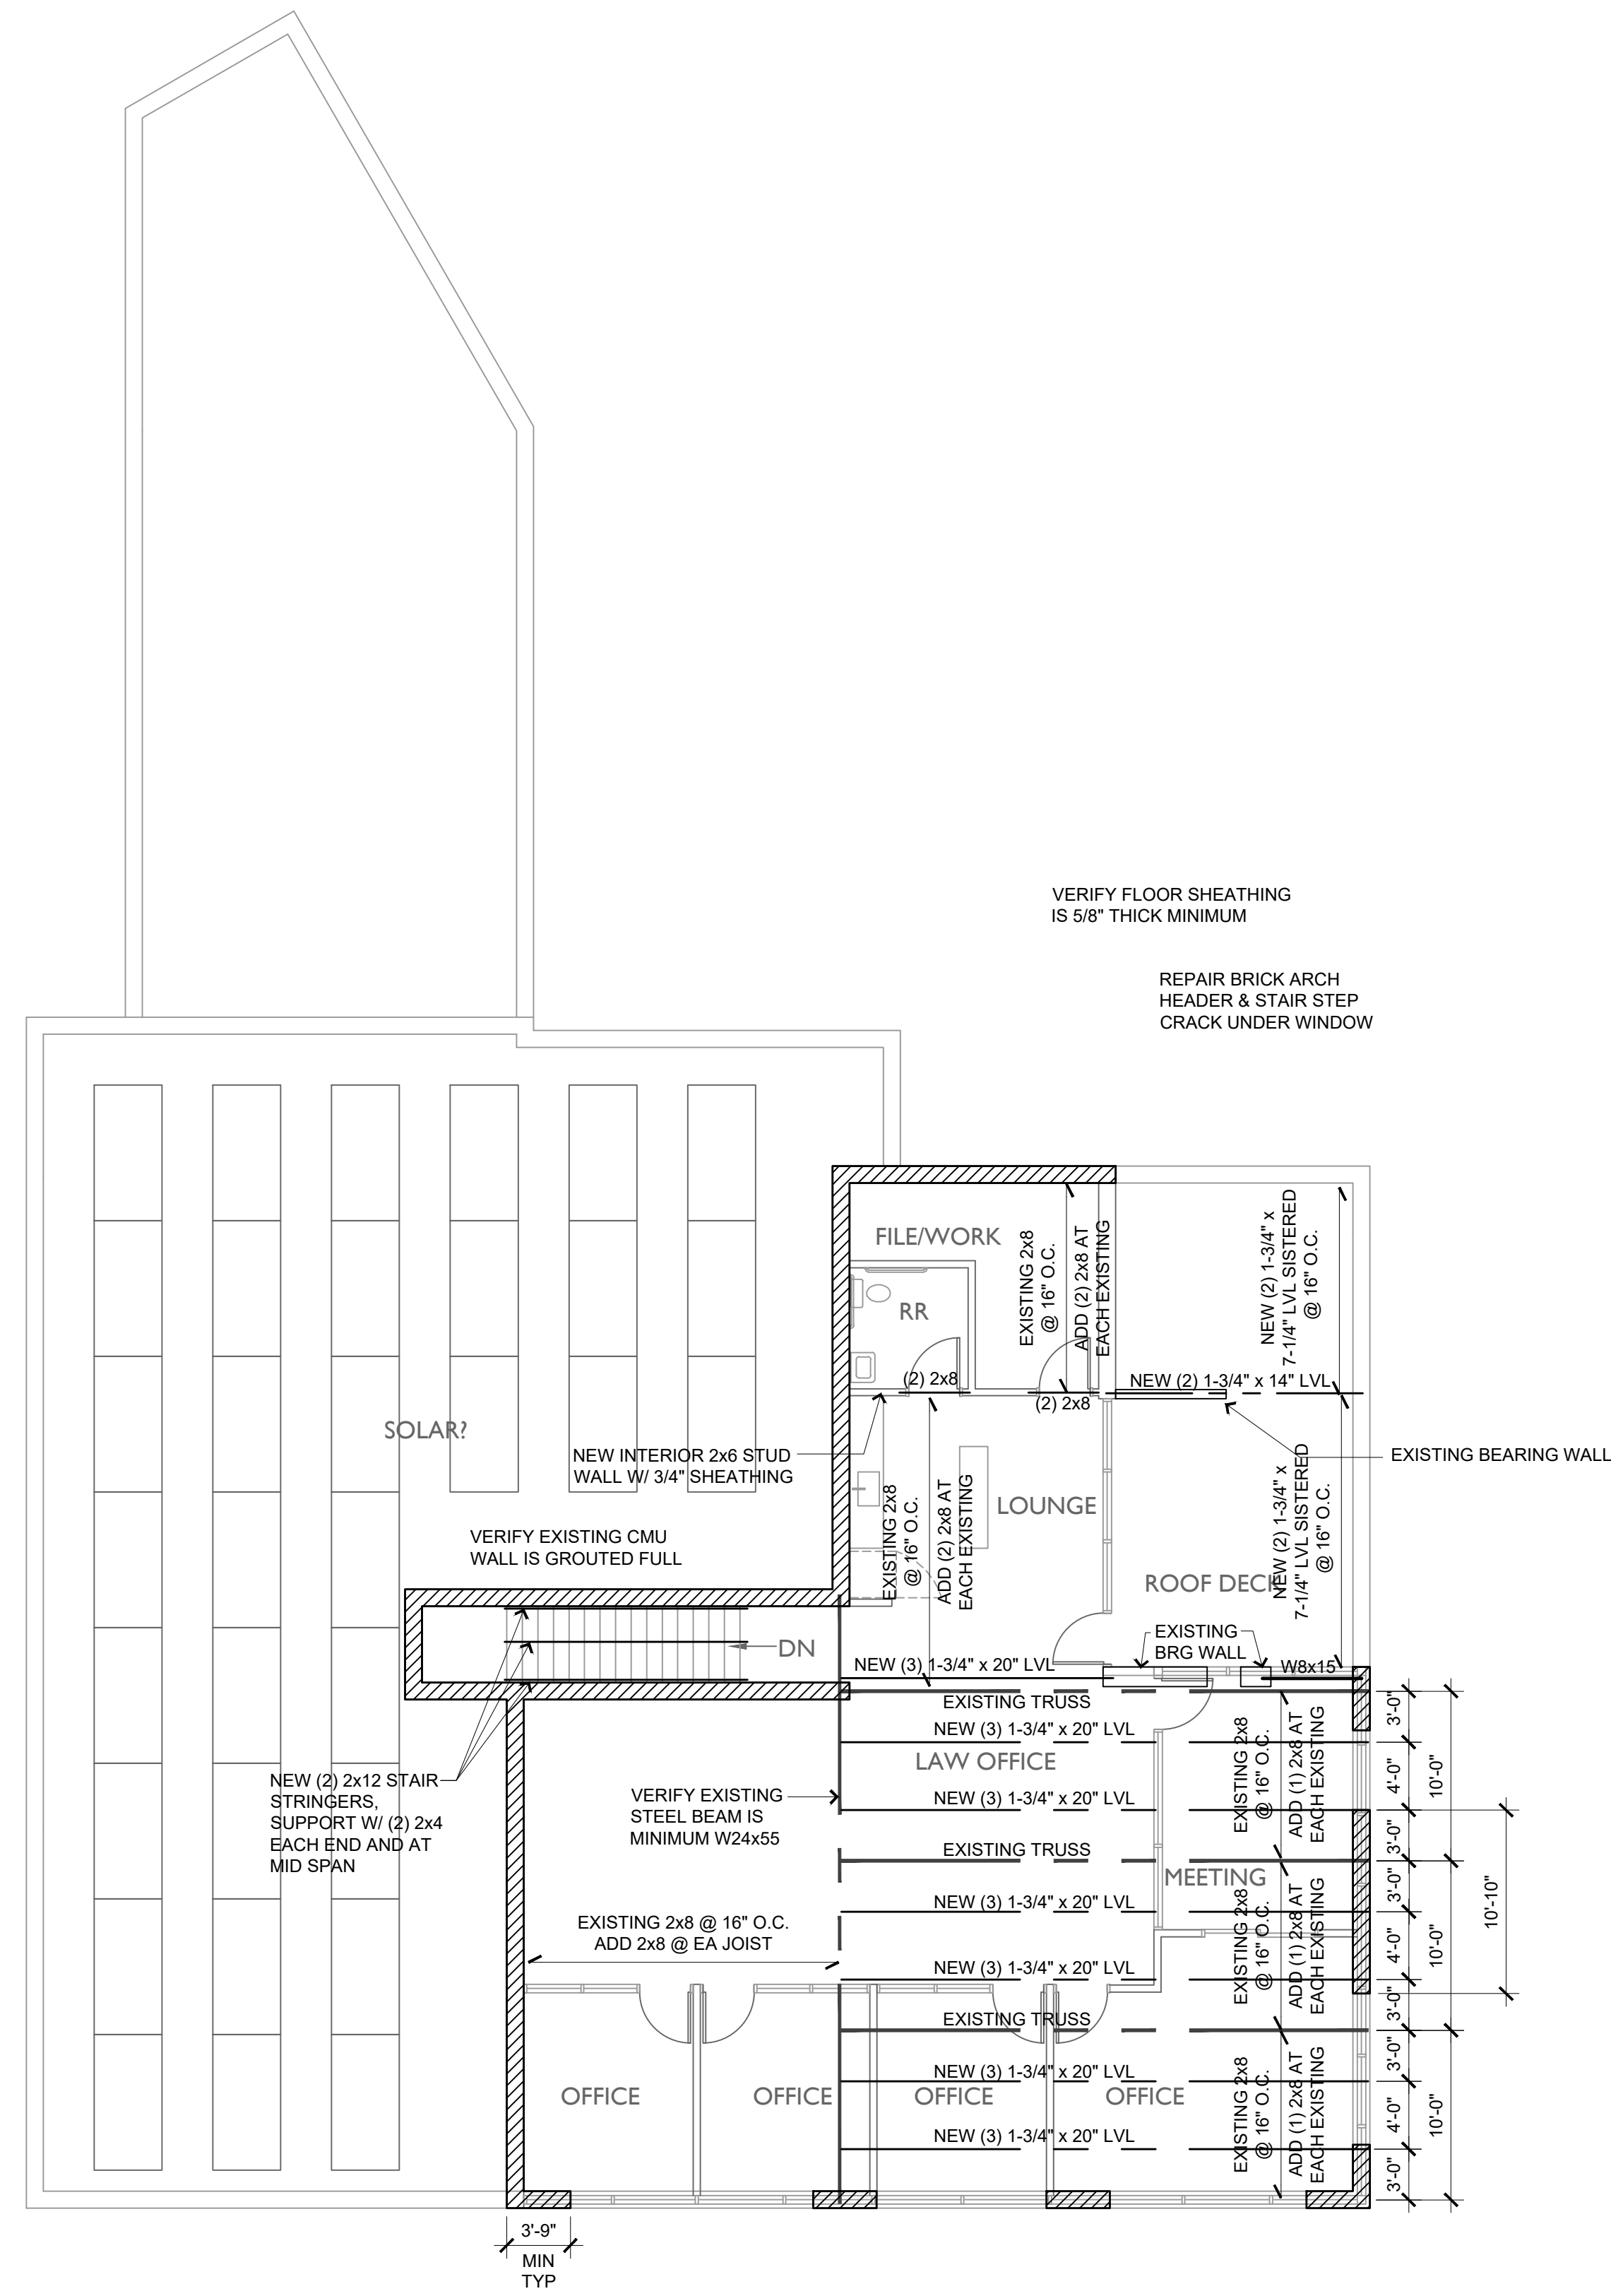 VERIFY FLOOR SHEATHING
IS 5/8" THICK MINIMUM
REPAIR BRICK ARCH
HEADER & STAIR STEP
CRACK UNDER WINDOW
FILE/WORK
EXISTING 2x8
@ 16" O.C.
ADD (2) 2x8 AT
EACH EXISTING
NEW (2) 1-3/4" x
7-1/4" LVL SISTERED
@ 16" O.C.
RR
(2) 2x8
(2) 2x8
NEW (2) 1-3/4" x 14" LVL
SOLAR?
NEW INTERIOR 2x6 STUD
WALL W/ 3/4" SHEATHING
EXISTING BEARING WALL
EXISTING 2x8
@ 16" O.C.
ADD (2) 2x8 AT
EACH EXISTING
LOUNGE
NEW (2) 1-3/4" x
7-1/4" LVL SISTERED
@ 16" O.C.
VERIFY EXISTING CMU
WALL IS GROUTED FULL
ROOF DECK
DN
EXISTING
BRG WALL
NEW (3) 1-3/4" x 20" LVL
W8x15
EXISTING TRUSS
NEW (3) 1-3/4" x 20" LVL
LAW OFFICE
NEW (2) 2x12 STAIR
STRINGERS,
SUPPORT W/ (2) 2x4
EACH END AND AT
MID SPAN
VERIFY EXISTING
STEEL BEAM IS
MINIMUM W24x55
NEW (3) 1-3/4" x 20" LVL
EXISTING 2x8
@ 16" O.C.
ADD (1) 2x8 AT
EACH EXISTING
3'-0"
4'-0"
3'-0"
10'-0"
EXISTING TRUSS
MEETING
NEW (3) 1-3/4" x 20" LVL
EXISTING 2x8 @ 16" O.C.
ADD 2x8 @ EA JOIST
NEW (3) 1-3/4" x 20" LVL
EXISTING 2x8
@ 16" O.C.
ADD (1) 2x8 AT
EACH EXISTING
3'-0"
4'-0"
3'-0"
10'-0"
10'-10"
EXISTING TRUSS
NEW (3) 1-3/4" x 20" LVL
OFFICE
OFFICE
OFFICE
OFFICE
NEW (3) 1-3/4" x 20" LVL
EXISTING 2x8
@ 16" O.C.
ADD (1) 2x8 AT
EACH EXISTING
3'-0"
4'-0"
3'-0"
10'-0"
3'-9"
MIN
TYP